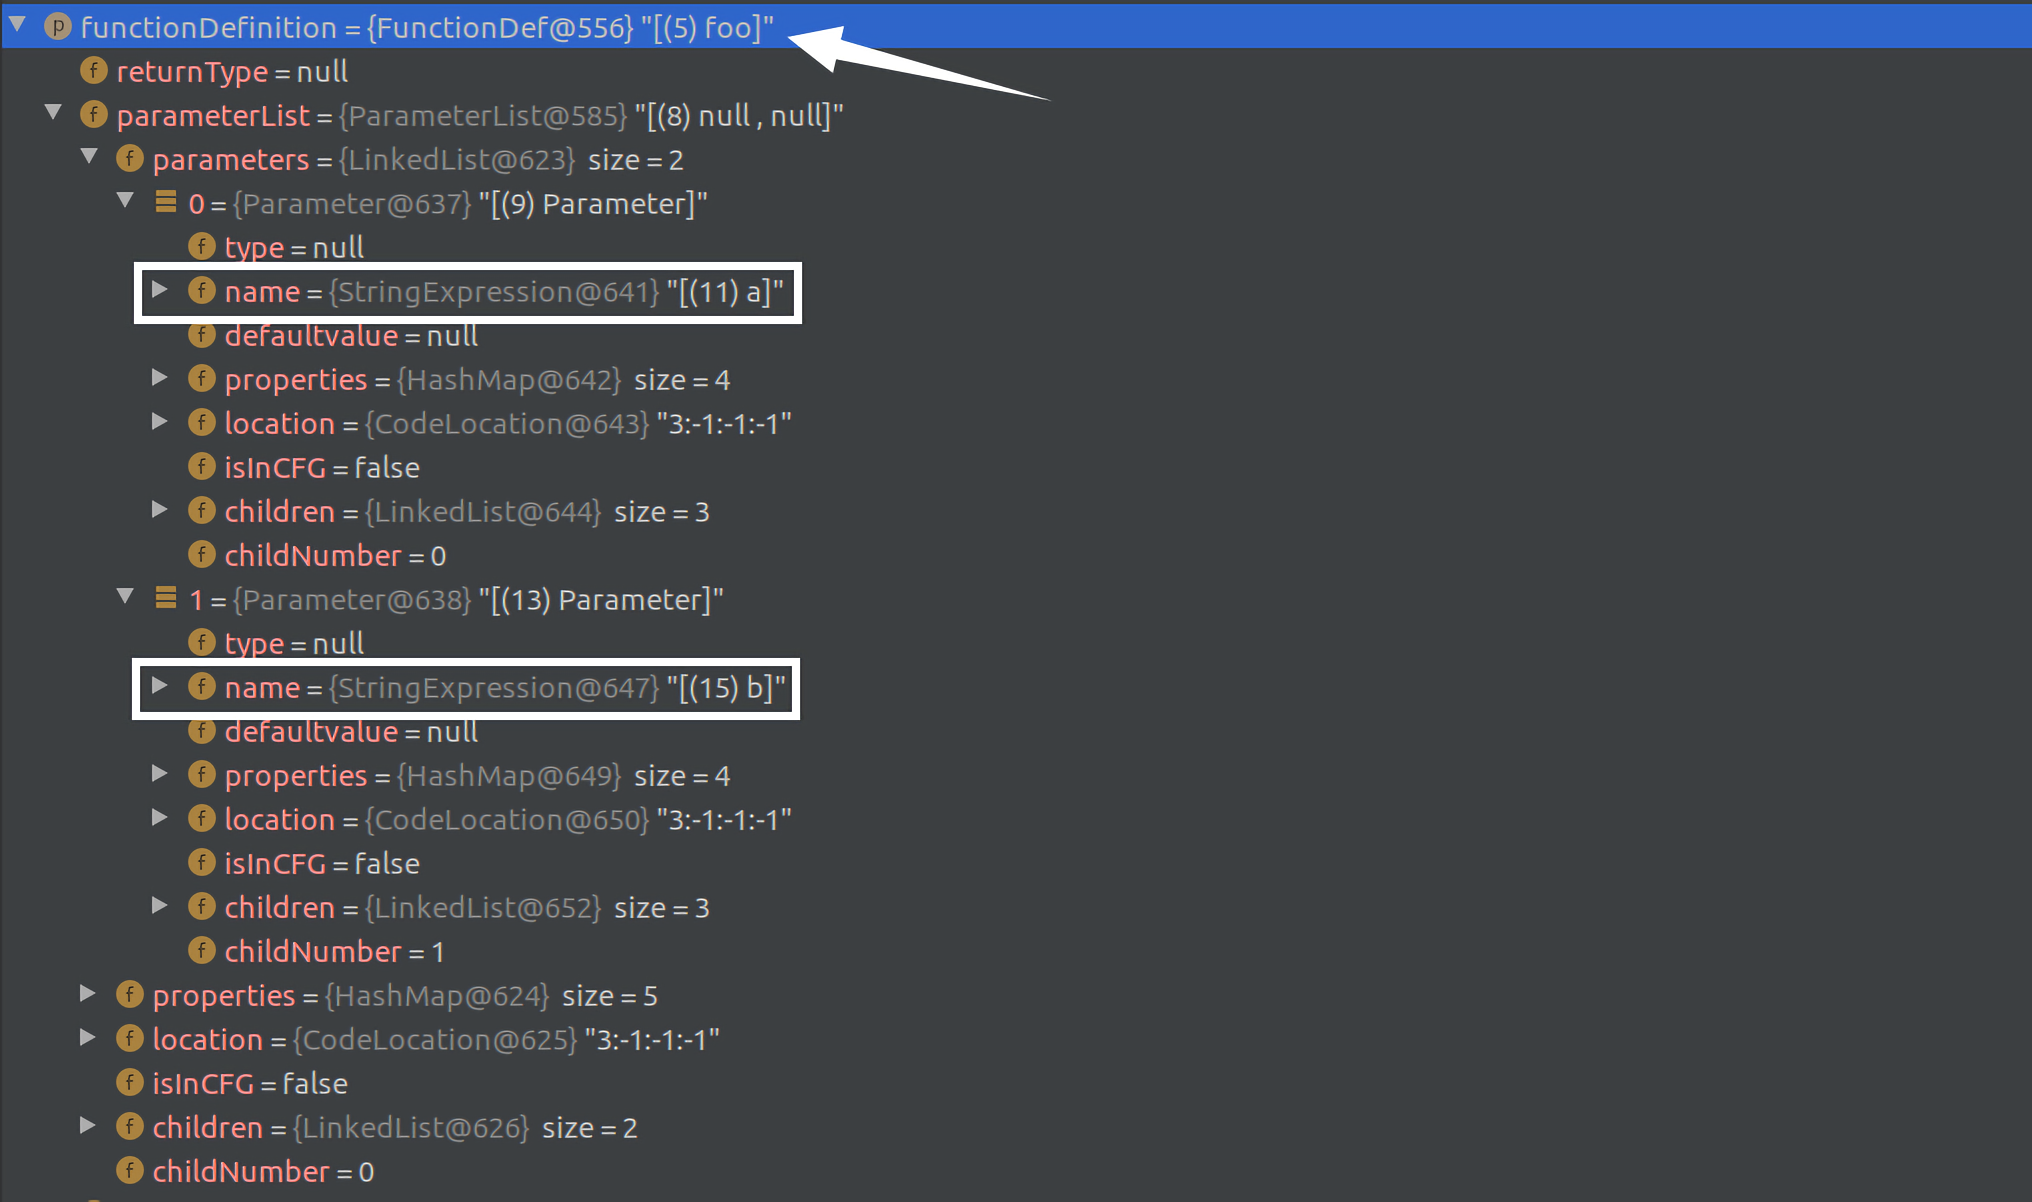 p functionDefinition = {FunctionDef@556} "[(5) foo]"
f returnType = null
f parameterList = {ParameterList@585} "[(8) null , null]"
f parameters = {LinkedList@623} size = 2
0 = {Parameter@637} "[(9) Parameter]"
f type = null
f name = {StringExpression@641} "[(11) a]"
f defaultvalue = null
f properties = {HashMap@642} size = 4
f location = {CodeLocation@643} "3:-1:-1:-1"
f isInCFG = false
f children = {LinkedList@644} size = 3
f childNumber = 0
1 = {Parameter@638} "[(13) Parameter]"
f type = null
f name = {StringExpression@647} "[(15) b]"
f defaultvalue = null
f properties = {HashMap@649} size = 4
f location = {CodeLocation@650} "3:-1:-1:-1"
f isInCFG = false
f children = {LinkedList@652} size = 3
f childNumber = 1
f properties = {HashMap@624} size = 5
f location = {CodeLocation@625} "3:-1:-1:-1"
f isInCFG = false
f children = {LinkedList@626} size = 2
f childNumber = 0